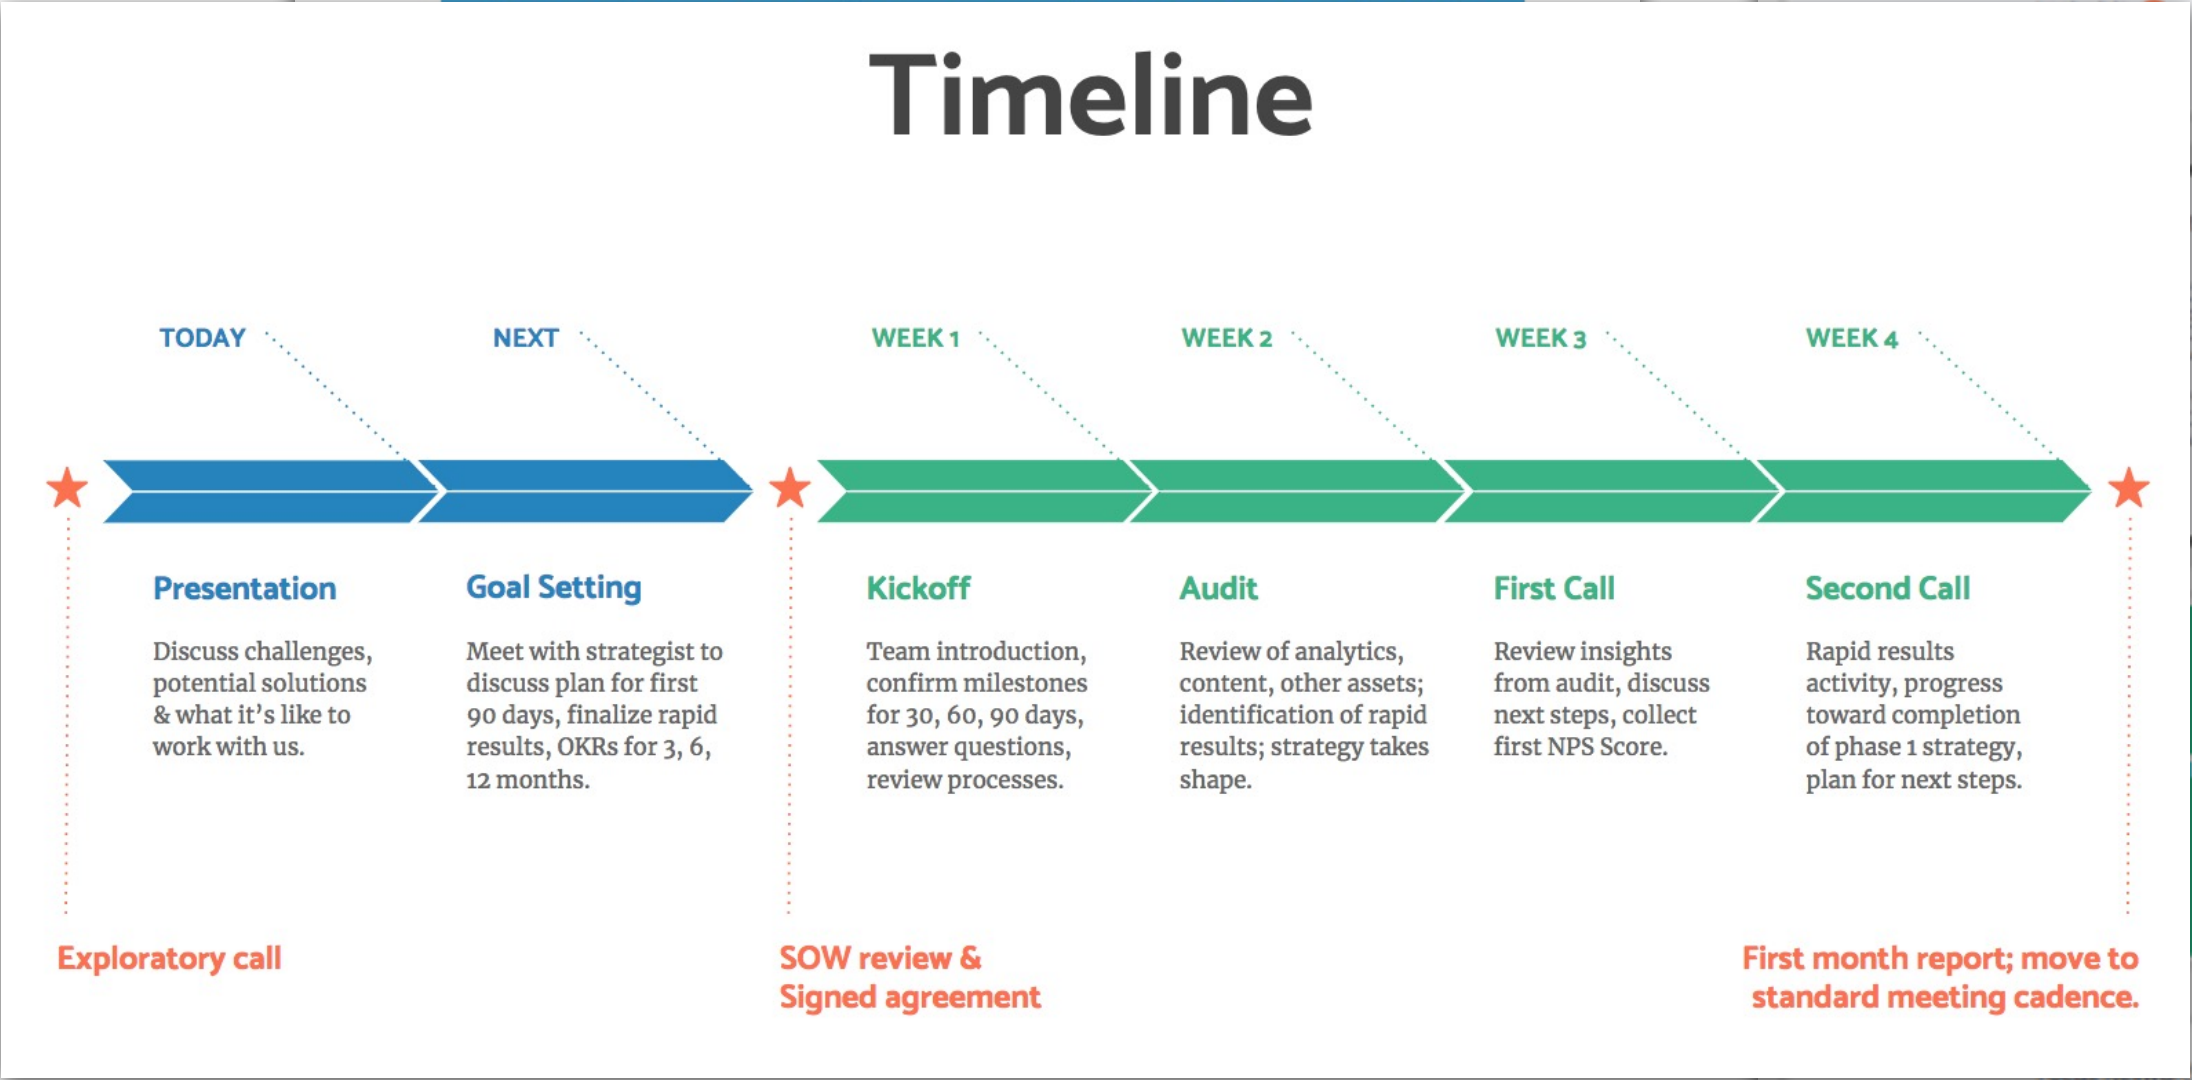 Timeline
TODAY
NEXT
WEEK 1
WEEK 2
WEEK 3
WEEK 4
Presentation
Discuss challenges,
potential solutions
& what it’s like to
work with us.
Goal Setting
Meet with strategist to
discuss plan for first
90 days, finalize rapid
results, OKRs for 3, 6,
12 months.
Kickoff
Team introduction,
confirm milestones
for 30, 60, 90 days,
answer questions,
review processes.
Audit
Review of analytics,
content, other assets;
identification of rapid
results; strategy takes
shape.
First Call
Review insights
from audit, discuss
next steps, collect
first NPS Score.
Second Call
Rapid results
activity, progress
toward completion
of phase 1 strategy,
plan for next steps.
Exploratory call
SOW review &
Signed agreement
First month report; move to
standard meeting cadence.